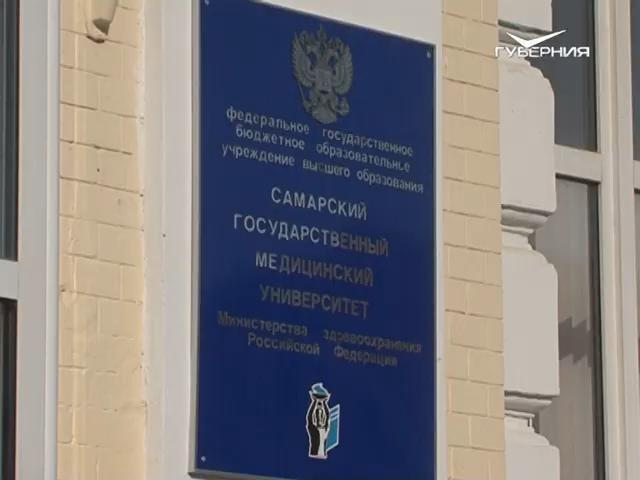 ГУБЕРНИЯ
федеральное государственное
бюджетное образовательное
учреждение высшего образования
САМАРСКИЙ
ГОСУДАРСТВЕННЫЙ
МЕДИЦИНСКИЙ
УНИВЕРСИТЕТ
Министерства здравоохранения
Российской Федерации